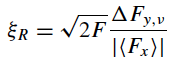 ξ_R = √2F ΔF_{y,ν} / |⟨F_x⟩|